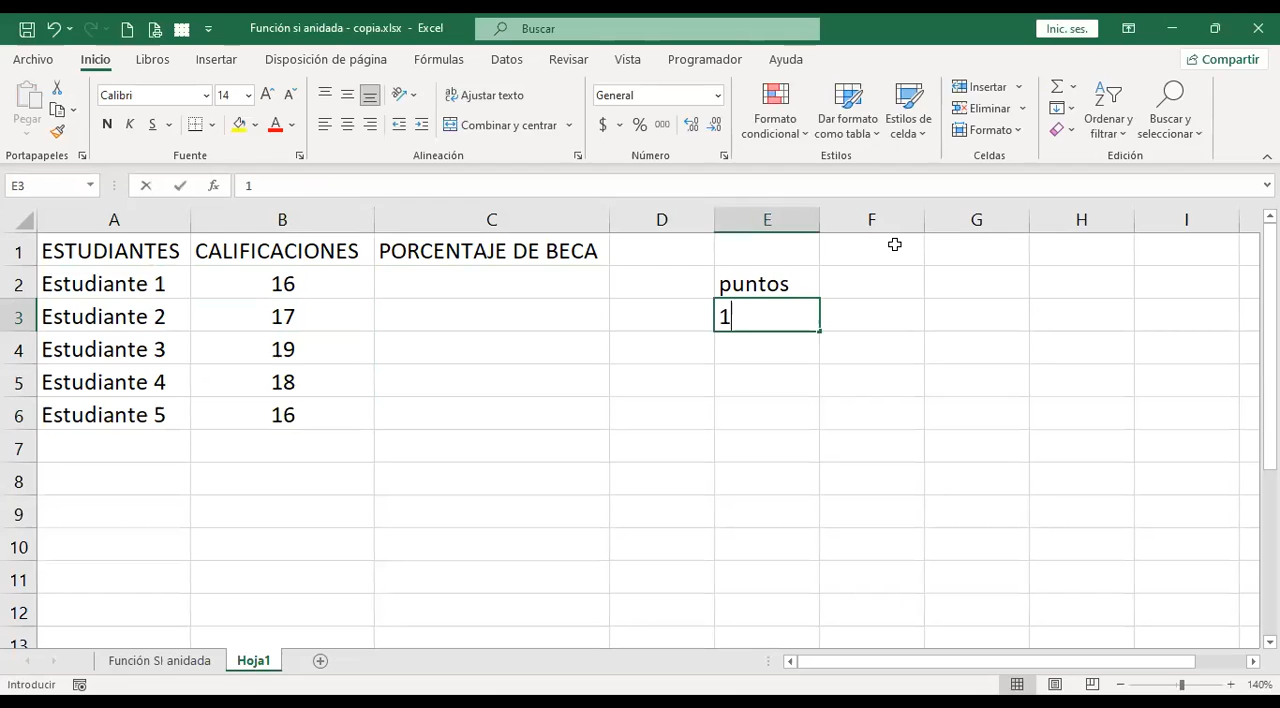 Función si anidada - copia.xlsx - Excel
Buscar
Inic. ses.
Archivo Inicio Libros Insertar Disposición de página Fórmulas Datos Revisar Vista Programador Ayuda Compartir
Pegar
Calibri 14
N K S
Ajustar texto
Combinar y centrar
General
$ % 000
Formato condicional
Dar formato como tabla
Estilos de celda
Insertar
Eliminar
Formato
Ordenar y filtrar
Buscar y seleccionar
Portapapeles Fuente Alineación Número Estilos Celdas Edición
E3 fx 1
A B C D E F G H I
1 ESTUDIANTES CALIFICACIONES PORCENTAJE DE BECA
2 Estudiante 1 16 puntos
3 Estudiante 2 17 1
4 Estudiante 3 19
5 Estudiante 4 18
6 Estudiante 5 16
7
8
9
10
11
12
13
Función SI anidada Hoja1
Introducir 140%